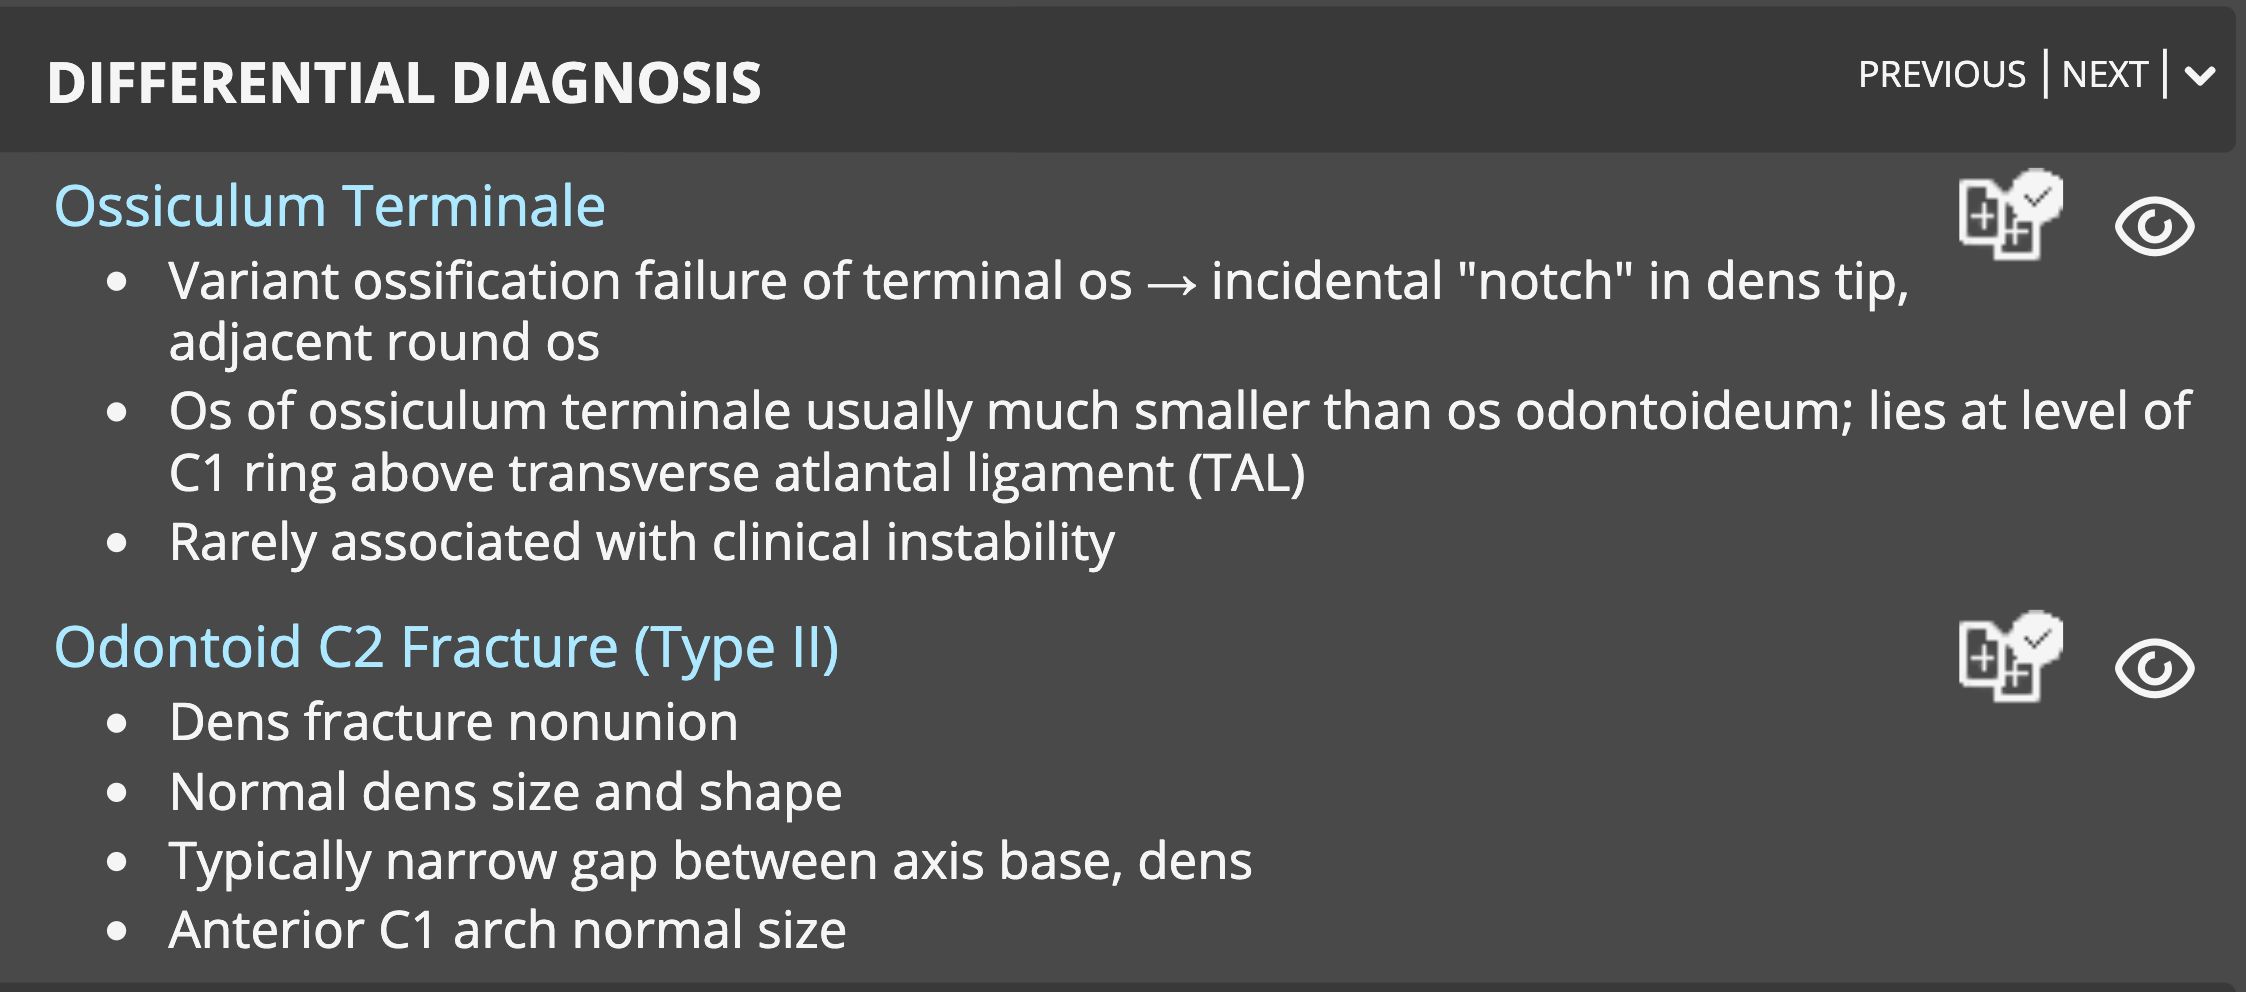 DIFFERENTIAL DIAGNOSIS
PREVIOUS | NEXT |
Ossiculum Terminale
• Variant ossification failure of terminal os → incidental "notch" in dens tip,
adjacent round os
• Os of ossiculum terminale usually much smaller than os odontoideum; lies at level of
C1 ring above transverse atlantal ligament (TAL)
• Rarely associated with clinical instability
Odontoid C2 Fracture (Type II)
• Dens fracture nonunion
• Normal dens size and shape
• Typically narrow gap between axis base, dens
• Anterior C1 arch normal size